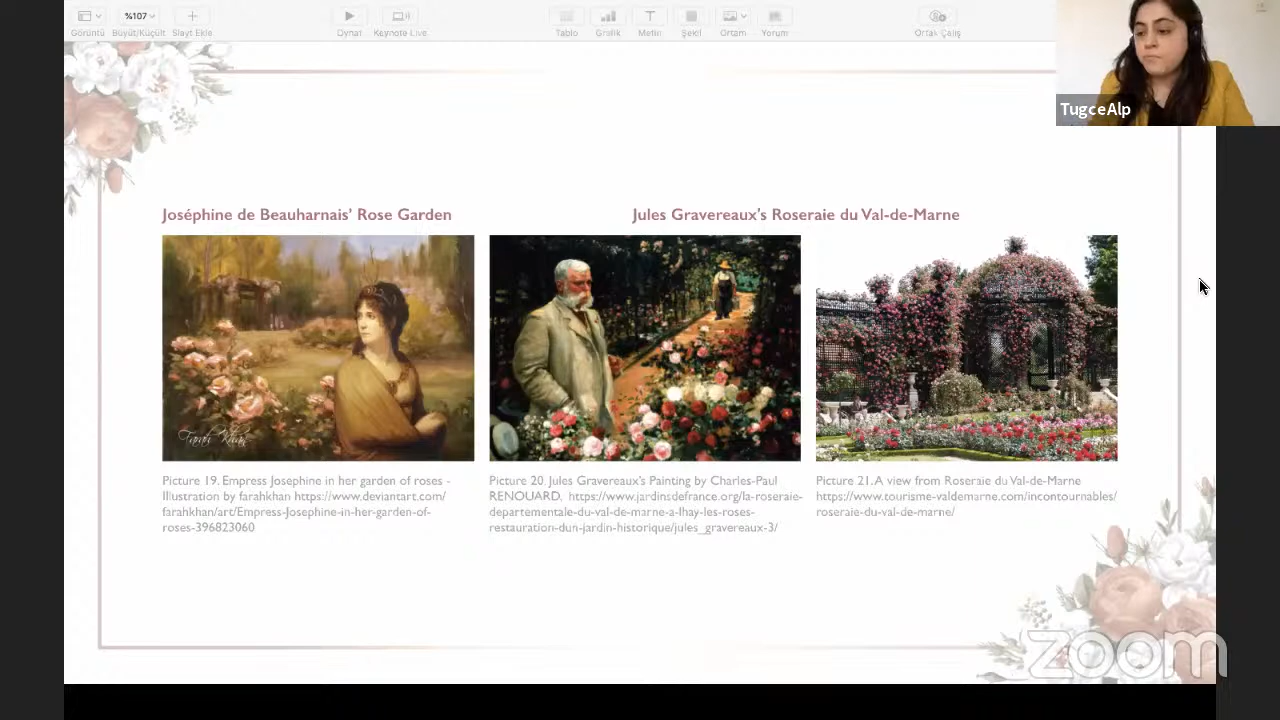 %107
Görüntü
Büyüt/Küçült
Slayt Ekle
Oynat
Keynote Live
Tablo
Grafik
Metin
Şekil
Ortam
Yorum
Ortak Çalış
TugceAlp
Joséphine de Beauharnais’ Rose Garden
Jules Gravereaux’s Roseraie du Val-de-Marne
Farah Khan
Picture 19. Empress Josephine in her garden of roses -
Illustration by farahkhan https://www.deviantart.com/
farahkhan/art/Empress-Josephine-in-her-garden-of-
roses-396823060
Picture 20. Jules Gravereaux’s Painting by Charles-Paul
RENOUARD, https://www.jardinsdefrance.org/la-roseraie-
departementale-du-val-de-marne-a-lhay-les-roses-
restauration-dun-jardin-historique/jules_gravereaux-3/
Picture 21. A view from Roseraie du Val-de-Marne
https://www.tourisme-valdemarne.com/incontournables/
roseraie-du-val-de-marne/
zoom